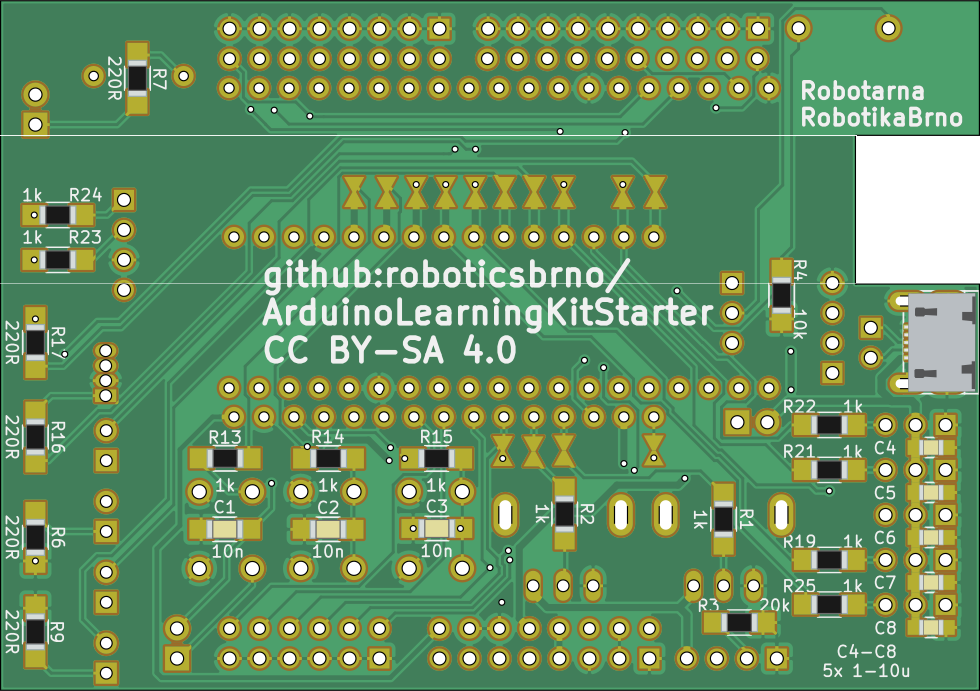 R7
220R
Robotarna
RobotikaBrno
1k R24
1k R23
github:roboticsbrno/
ArduinoLearningKitStarter
CC BY-SA 4.0
R4
10k
R17
220R
R16
220R
R6
220R
R9
220R
R13
1k
C1
10n
R14
1k
C2
10n
R15
1k
C3
10n
R2
1k
R1
1k
R3 20k
R22 1k
R21 1k
R19 1k
R25 1k
C4
C5
C6
C7
C8
C4-C8
5x 1-10u